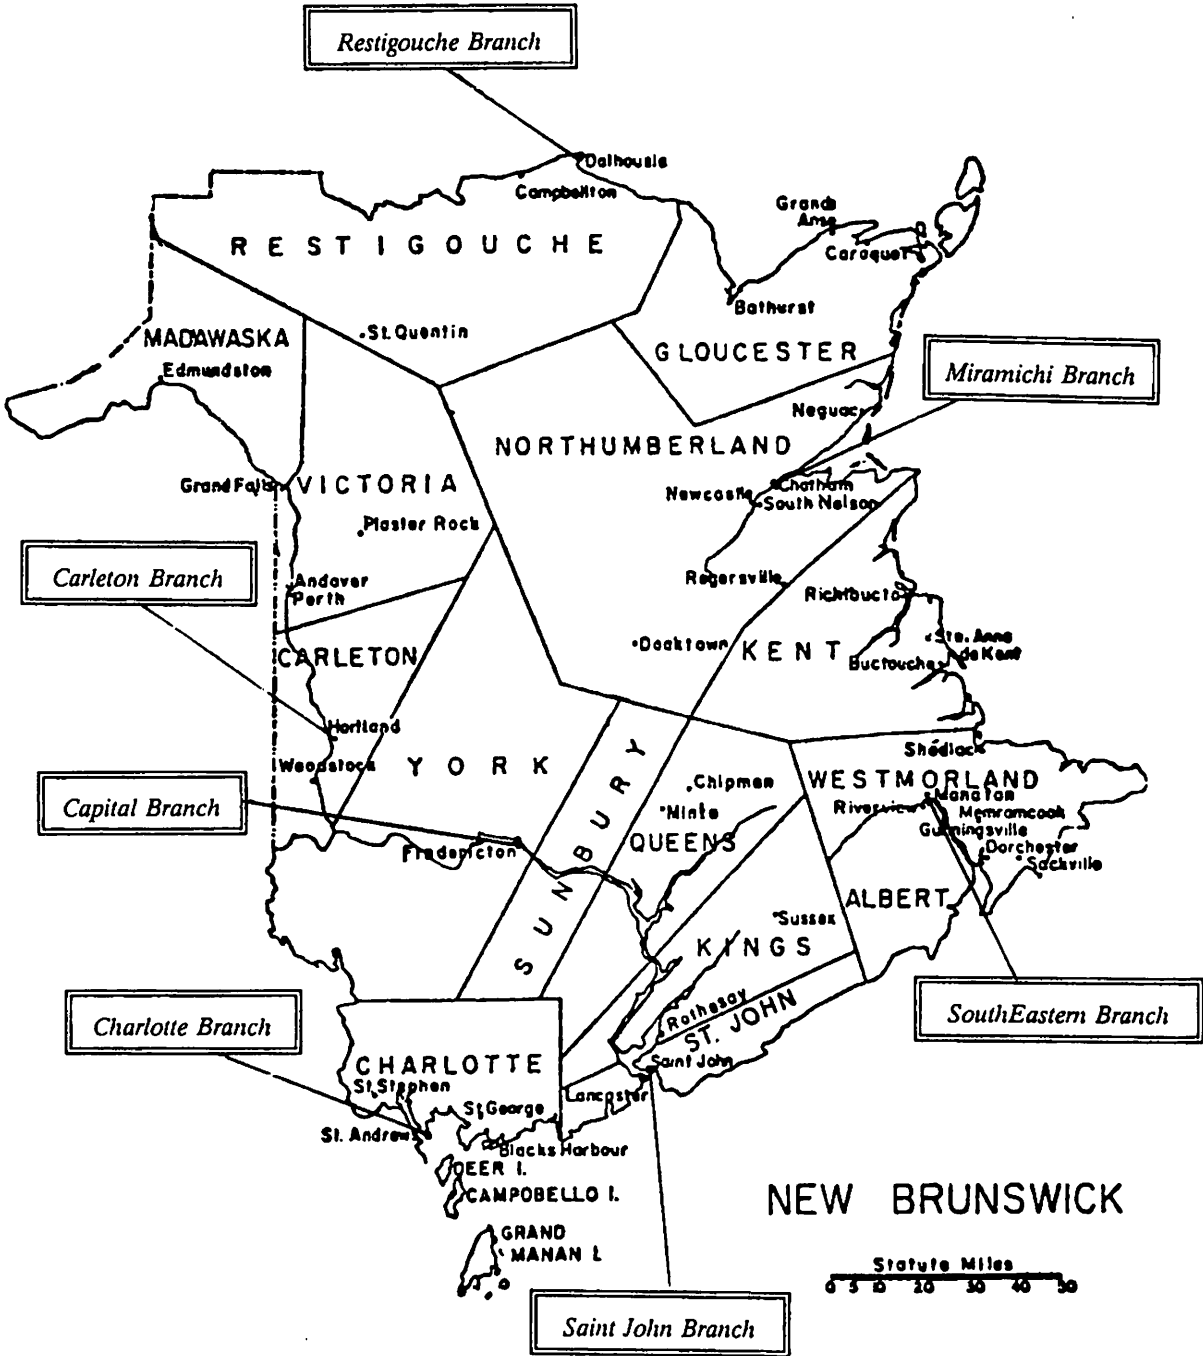 Restigouche Branch
Dalhousie
Campbellton
Grande
Anse
RESTIGOUCHE
Caraquet
Bathurst
St. Quentin
MADAWASKA
GLOUCESTER
Edmundston
Miramichi Branch
Neguac
NORTHUMBERLAND
Grand Falls
VICTORIA
Chatham
Newcastle
South Nelson
Plaster Rock
Carleton Branch
Andover
Perth
Rogersville
Richibucto
Doaktown
KENT
Ste. Anne
de Kent
CARLETON
Buctouche
Hartland
Shediac
Woodstock
YORK
Chipman
WESTMORLAND
Capital Branch
Minto
Riverview
Moncton
Memramcook
Gunningsville
Fredericton
QUEENS
Dorchester
Sackville
SUNBURY
ALBERT
Sussex
KINGS
Charlotte Branch
Rothesay
ST. JOHN
SouthEastern Branch
CHARLOTTE
Saint John
St. Stephen
Lancaster
St George
St. Andrews
Blacks Harbour
DEER I.
CAMPOBELLO I.
NEW BRUNSWICK
GRAND
MANAN I.
Statute Miles
0 5 10 20 30 40 50
Saint John Branch